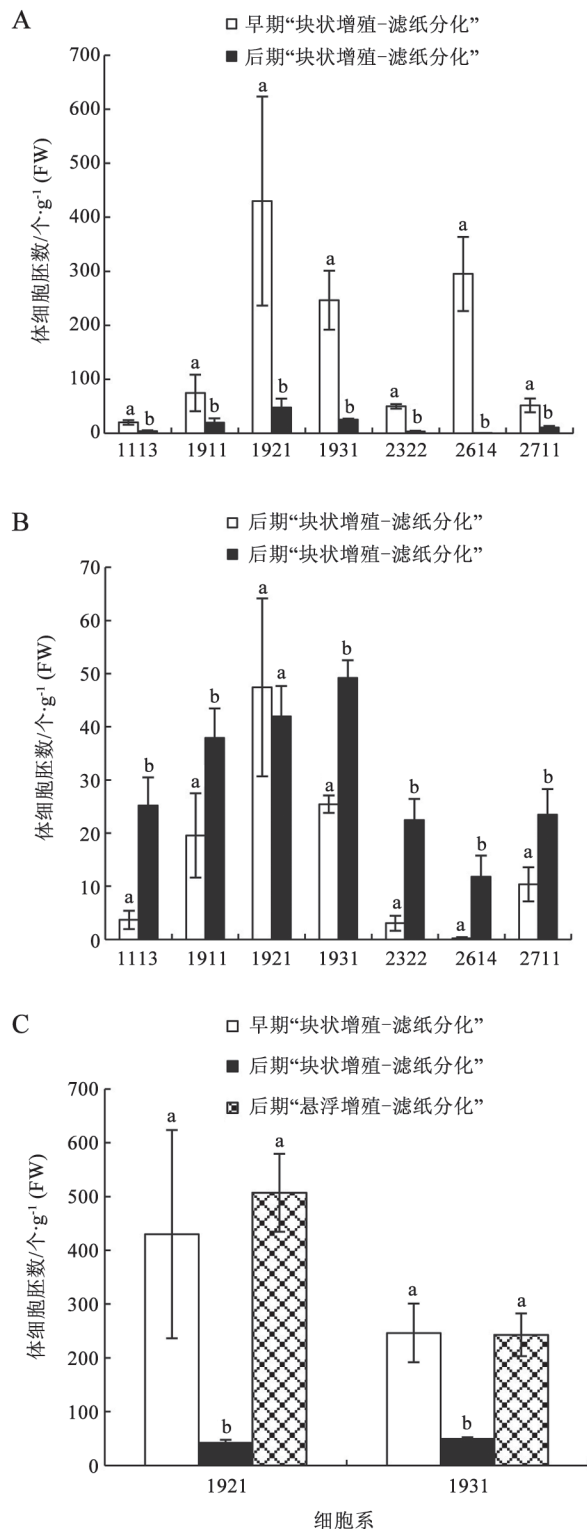 A
早期“块状增殖-滤纸分化”
后期“块状增殖-滤纸分化”
体细胞胚数/个·g⁻¹ (FW)
700
600
500
400
300
200
100
0
a
b
a
b
a
b
a
b
a
b
a
b
a
b
1113 1911 1921 1931 2322 2614 2711
B
后期“块状增殖-滤纸分化”
后期“块状增殖-滤纸分化”
体细胞胚数/个·g⁻¹ (FW)
70
60
50
40
30
20
10
0
a
b
a
b
a
a
a
b
a
b
a
b
a
b
1113 1911 1921 1931 2322 2614 2711
C
早期“块状增殖-滤纸分化”
后期“块状增殖-滤纸分化”
后期“悬浮增殖-滤纸分化”
体细胞胚数/个·g⁻¹ (FW)
700
600
500
400
300
200
100
0
a
b
a
a
b
a
1921 1931
细胞系